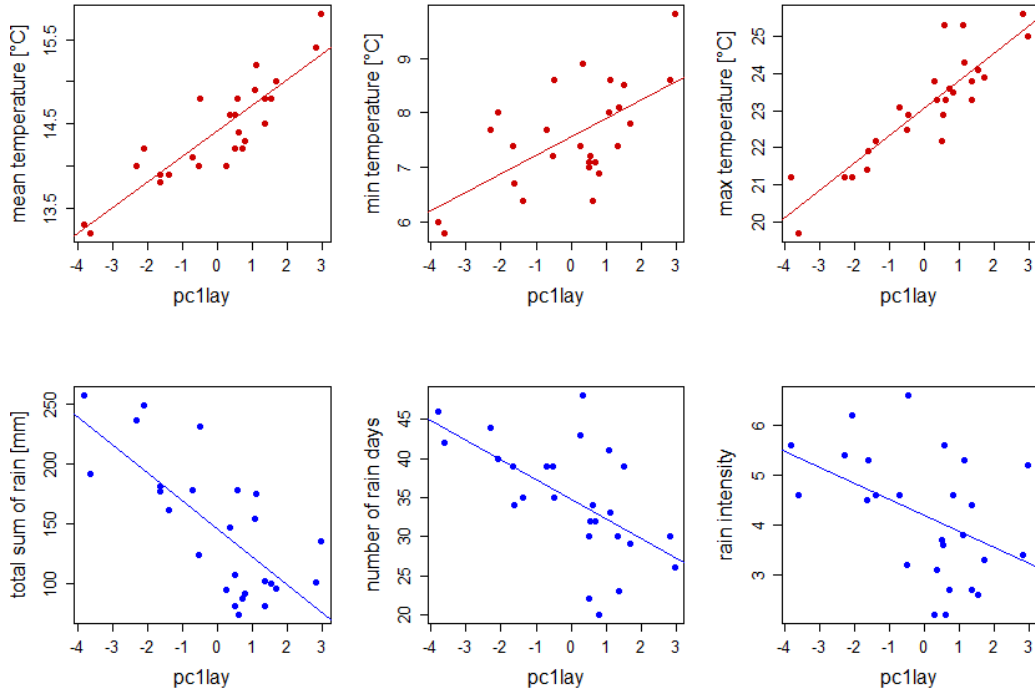 mean temperature [°C]
13.5 14.5 15.5
-4 -3 -2 -1 0 1 2 3
pc1lay
min temperature [°C]
6 7 8 9
-4 -3 -2 -1 0 1 2 3
pc1lay
max temperature [°C]
20 21 22 23 24 25
-4 -3 -2 -1 0 1 2 3
pc1lay
total sum of rain [mm]
100 150 200 250
-4 -3 -2 -1 0 1 2 3
pc1lay
number of rain days
20 25 30 35 40 45
-4 -3 -2 -1 0 1 2 3
pc1lay
rain intensity
3 4 5 6
-4 -3 -2 -1 0 1 2 3
pc1lay